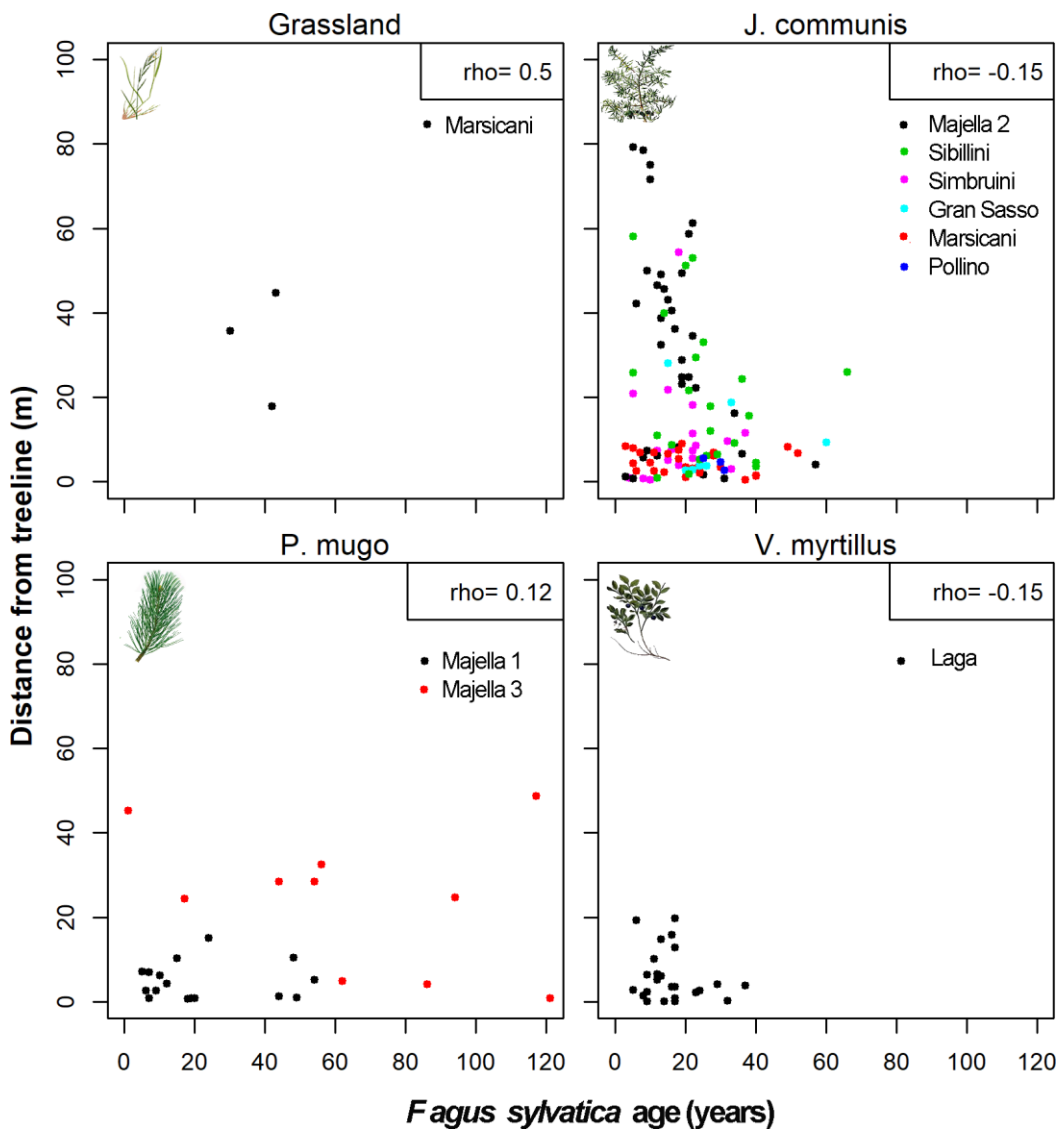 Grassland
rho= 0.5
Marsicani
J. communis
rho= -0.15
Majella 2
Sibillini
Simbruini
Gran Sasso
Marsicani
Pollino
100
80
60
40
20
0
P. mugo
rho= 0.12
Majella 1
Majella 3
V. myrtillus
rho= -0.15
Laga
100
80
60
40
20
0
Distance from treeline (m)
0 20 40 60 80 100 120
0 20 40 60 80 100 120
Fagus sylvatica age (years)